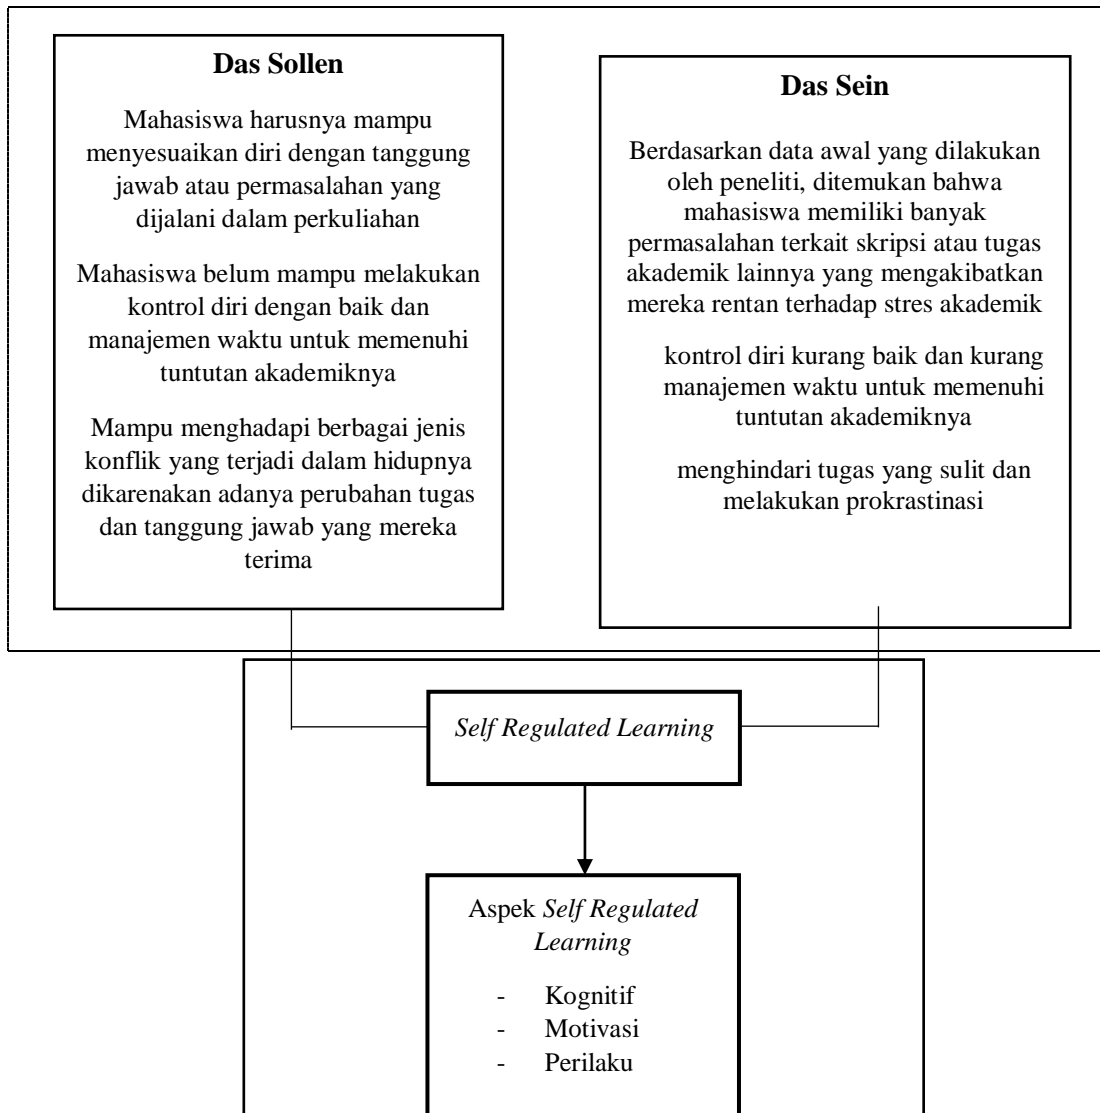 Das Sollen
Mahasiswa harusnya mampu
menyesuaikan diri dengan tanggung
jawab atau permasalahan yang
dijalani dalam perkuliahan
Mahasiswa belum mampu melakukan
kontrol diri dengan baik dan
manajemen waktu untuk memenuhi
tuntutan akademiknya
Mampu menghadapi berbagai jenis
konflik yang terjadi dalam hidupnya
dikarenakan adanya perubahan tugas
dan tanggung jawab yang mereka
terima
Das Sein
Berdasarkan data awal yang dilakukan
oleh peneliti, ditemukan bahwa
mahasiswa memiliki banyak
permasalahan terkait skripsi atau tugas
akademik lainnya yang mengakibatkan
mereka rentan terhadap stres akademik
kontrol diri kurang baik dan kurang
manajemen waktu untuk memenuhi
tuntutan akademiknya
menghindari tugas yang sulit dan
melakukan prokrastinasi
Self Regulated Learning
Aspek Self Regulated
Learning
- Kognitif
- Motivasi
- Perilaku